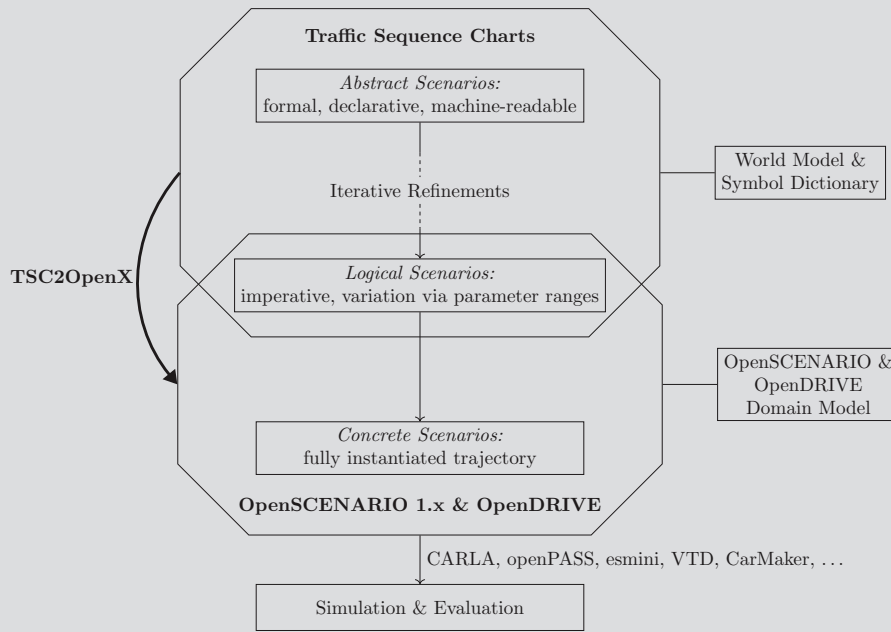 Traffic Sequence Charts
Abstract Scenarios:
formal, declarative, machine-readable
Iterative Refinements
World Model &
Symbol Dictionary
TSC2OpenX
Logical Scenarios:
imperative, variation via parameter ranges
OpenSCENARIO &
OpenDRIVE
Domain Model
Concrete Scenarios:
fully instantiated trajectory
OpenSCENARIO 1.x & OpenDRIVE
CARLA, openPASS, esmini, VTD, CarMaker, ...
Simulation & Evaluation